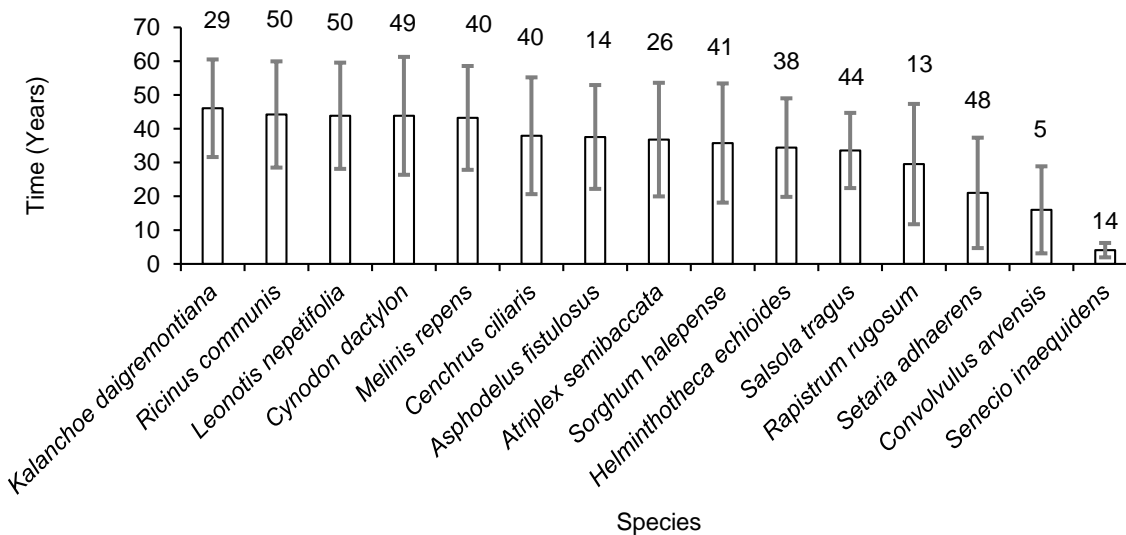 29 50 50 49 40 40 14 26 41 38 44 13 48 5 14
70
60
50
40
30
20
10
0
Time (Years)
Kalanchoe daigremontiana
Ricinus communis
Leonotis nepetifolia
Cynodon dactylon
Melinis repens
Cenchrus ciliaris
Asphodelus fistulosus
Atriplex semibaccata
Sorghum halepense
Helminthotheca echioides
Salsola tragus
Rapistrum rugosum
Setaria adhaerens
Convolvulus arvensis
Senecio inaequidens
Species